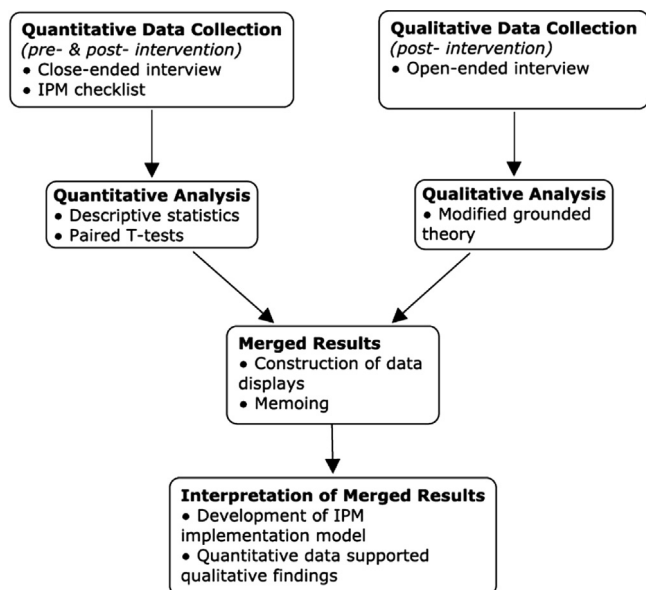 Quantitative Data Collection
(pre- & post- intervention)
● Close-ended interview
● IPM checklist
Qualitative Data Collection
(post- intervention)
● Open-ended interview
Quantitative Analysis
● Descriptive statistics
● Paired T-tests
Qualitative Analysis
● Modified grounded
theory
Merged Results
● Construction of data
displays
● Memoing
Interpretation of Merged Results
● Development of IPM
implementation model
● Quantitative data supported
qualitative findings